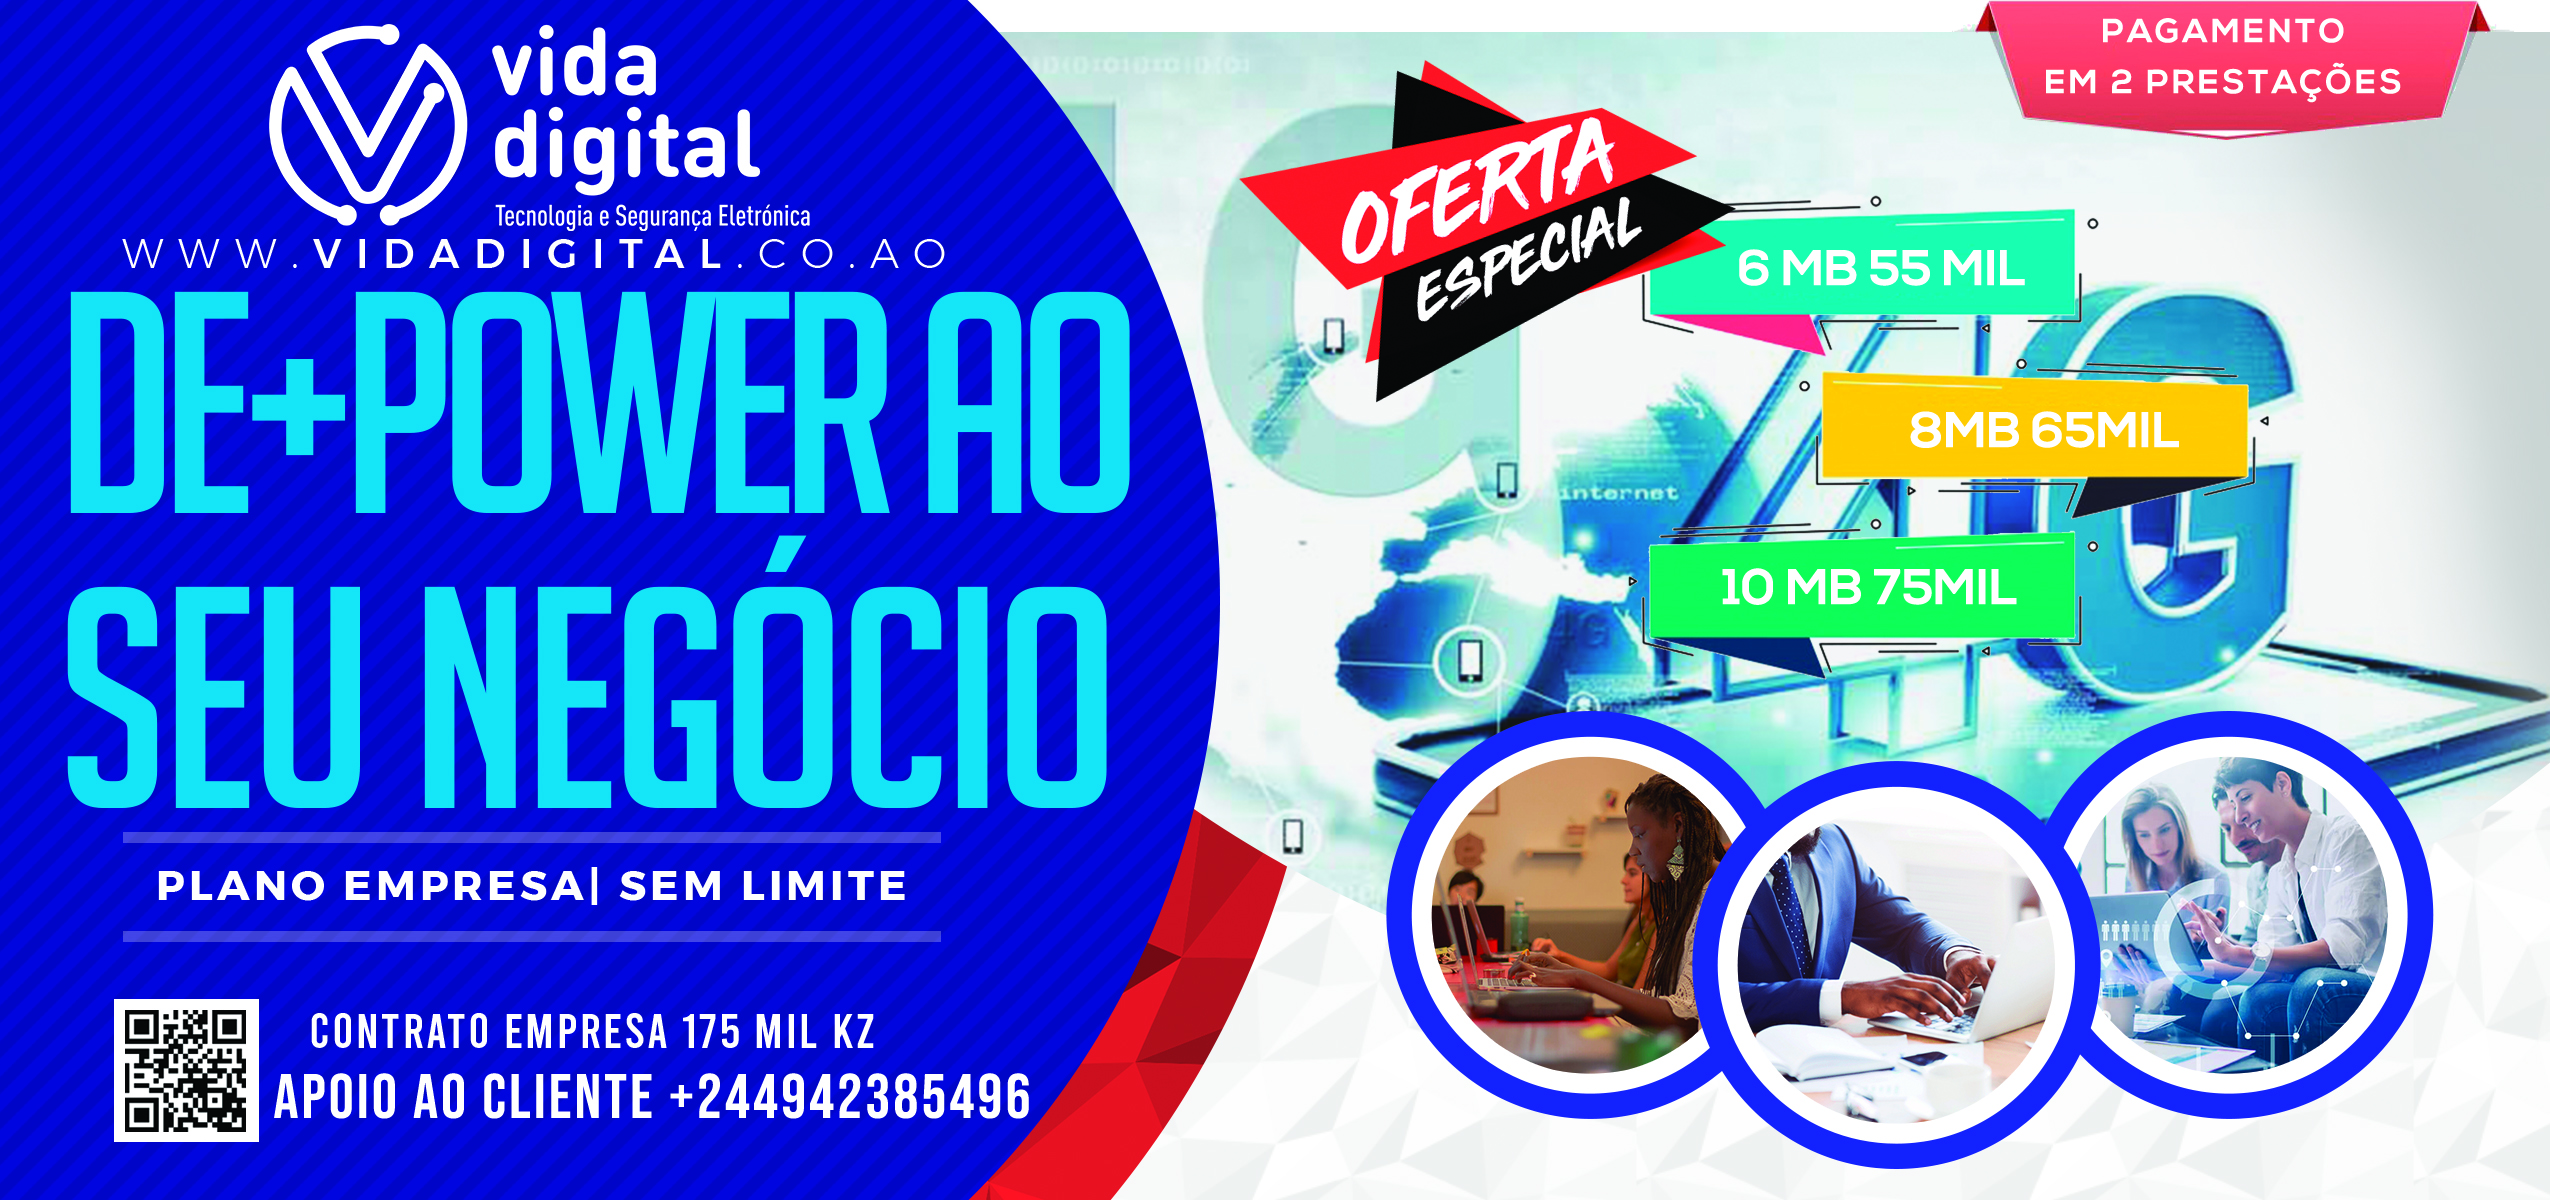 vida
digital
Tecnologia e Segurança Eletrónica
WWW.VIDADIGITAL.CO.AO
DE+POWER AO
SEU NEGÓCIO
PLANO EMPRESA| SEM LIMITE
CONTRATO EMPRESA 175 MIL KZ
APOIO AO CLIENTE +244942385496
PAGAMENTO
EM 2 PRESTAÇÕES
OFERTA
ESPECIAL
6 MB 55 MIL
8MB 65MIL
10 MB 75MIL
internet
4G
4G